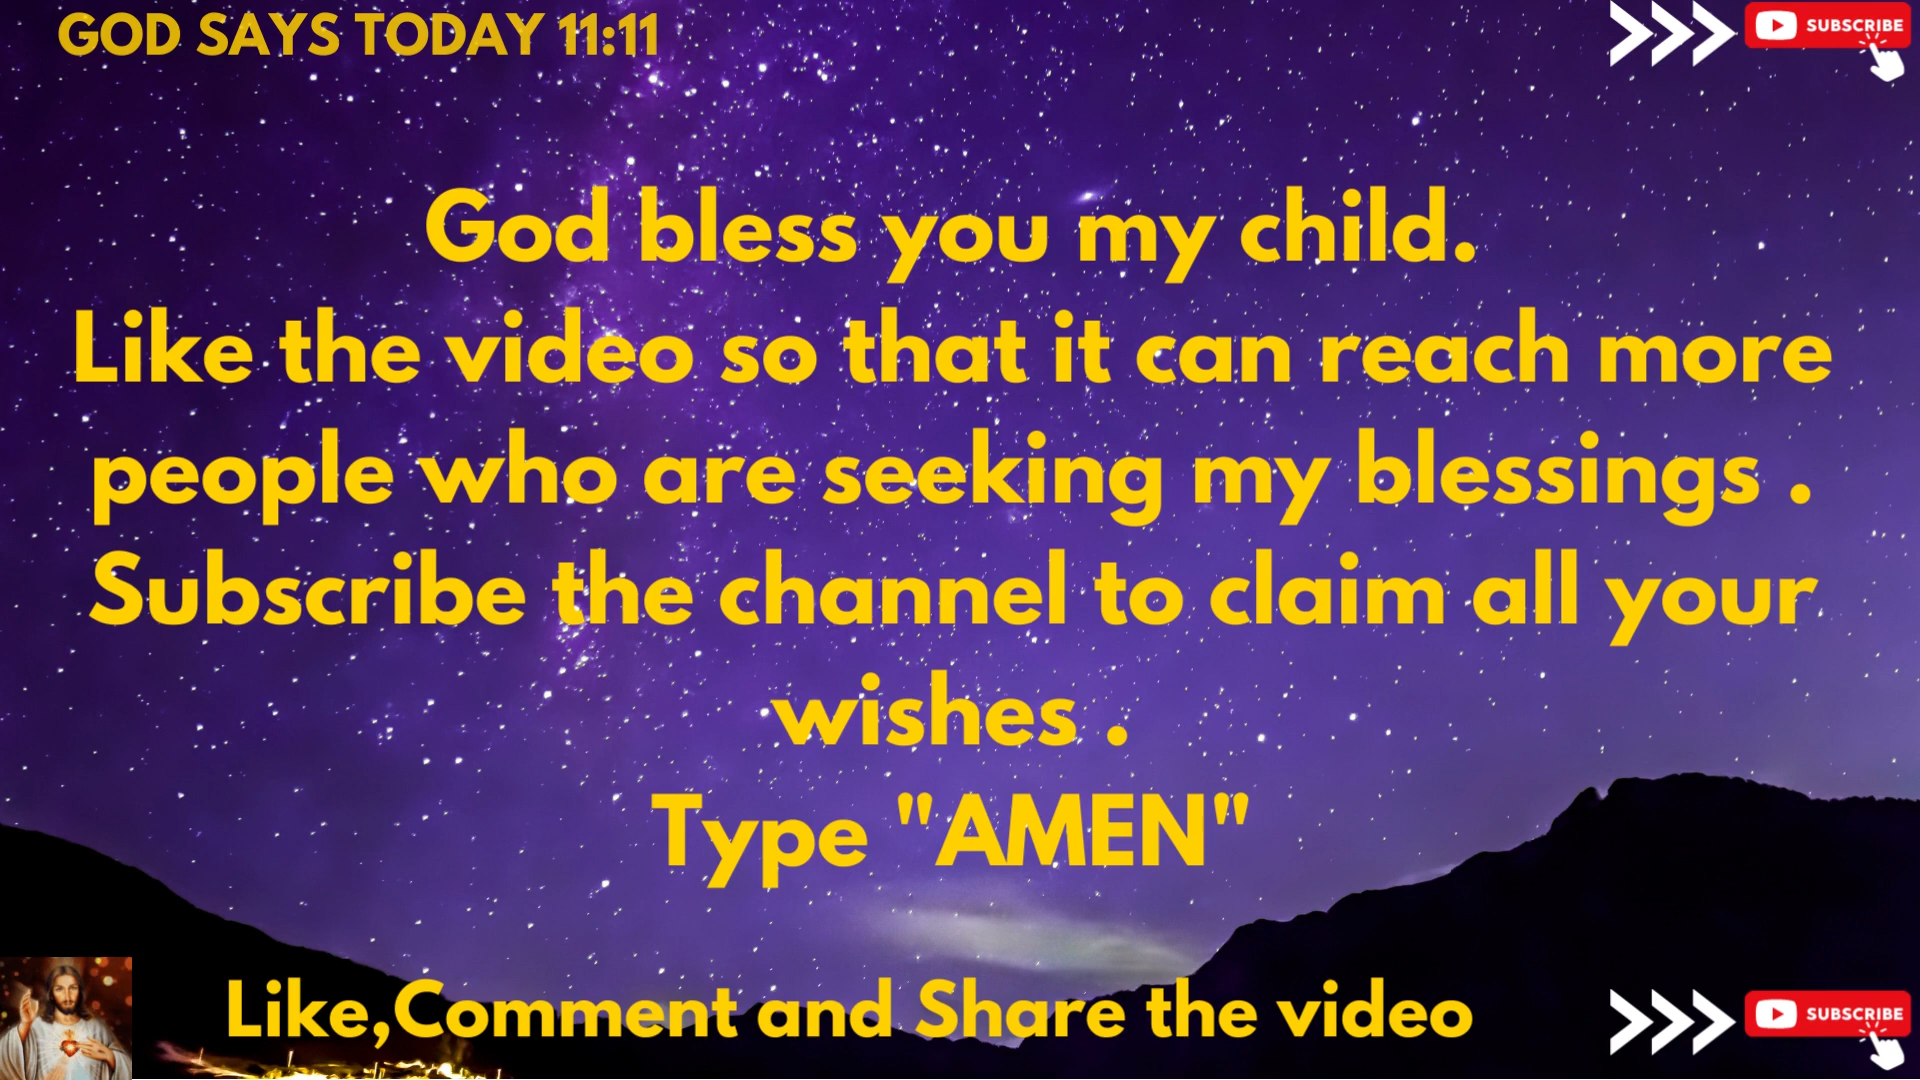 GOD SAYS TODAY 11:11
SUBSCRIBE
God bless you my child.
Like the video so that it can reach more
people who are seeking my blessings .
Subscribe the channel to claim all your
wishes .
Type "AMEN"
Like,Comment and Share the video
SUBSCRIBE